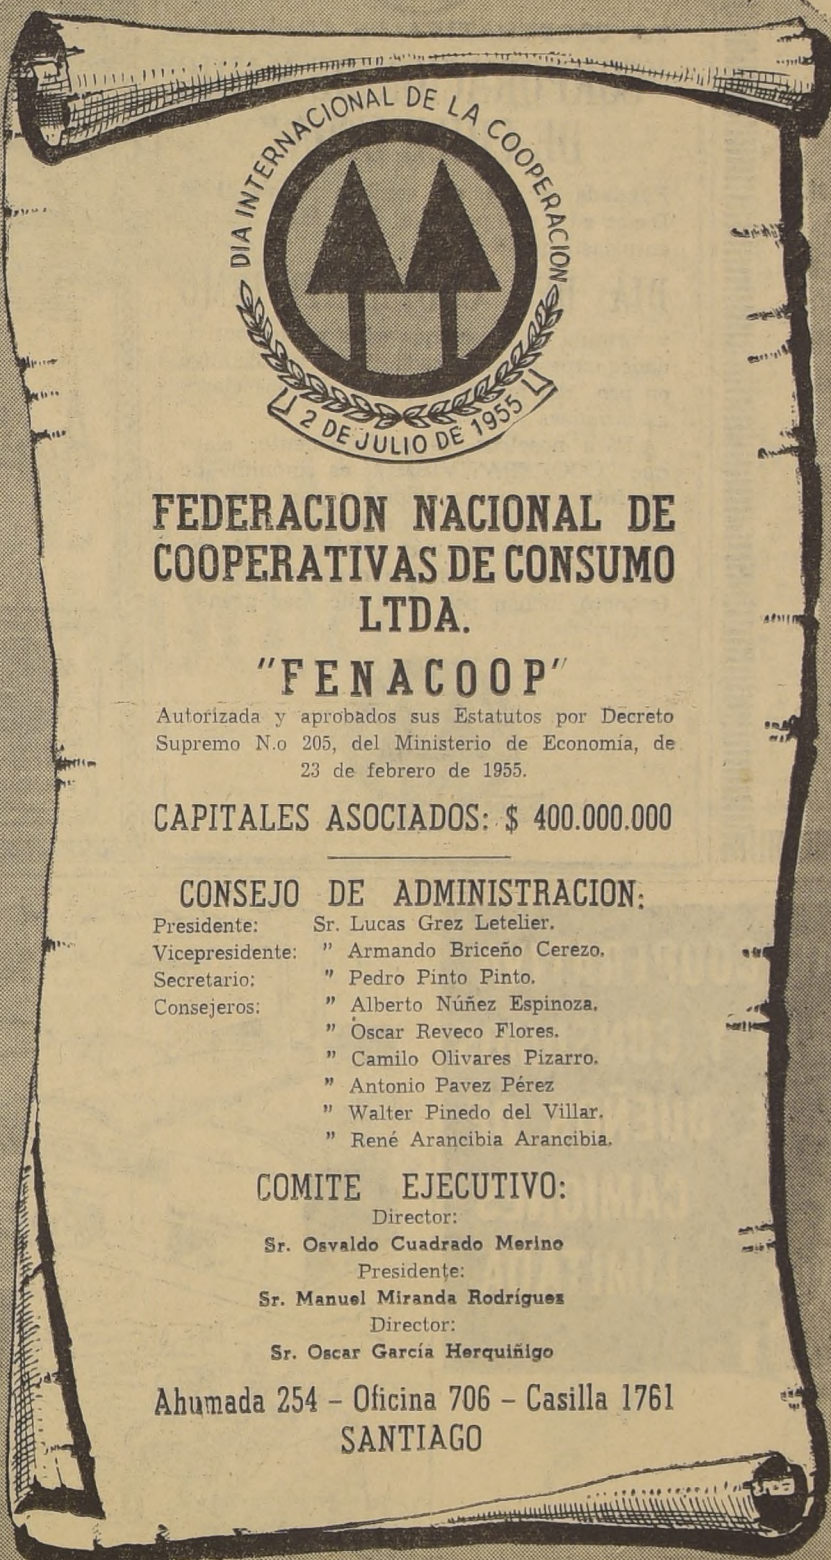 DIA INTERNACIONAL DE LA COOPERACION
2 DE JULIO DE 1955
FEDERACION NACIONAL DE
COOPERATIVAS DE CONSUMO
LTDA.
"FENACOOP"
Autorizada y aprobados sus Estatutos por Decreto
Supremo N.o 205, del Ministerio de Economía, de
23 de febrero de 1955.
CAPITALES ASOCIADOS: $ 400.000.000
CONSEJO DE ADMINISTRACION:
Presidente: Sr. Lucas Grez Letelier.
Vicepresidente: " Armando Briceño Cerezo.
Secretario: " Pedro Pinto Pinto.
Consejeros: " Alberto Núñez Espinoza.
" Oscar Reveco Flores.
" Camilo Olivares Pizarro.
" Antonio Pavez Pérez
" Walter Pinedo del Villar.
" René Arancibia Arancibia.
COMITE EJECUTIVO:
Director:
Sr. Osvaldo Cuadrado Merino
Presidente:
Sr. Manuel Miranda Rodríguez
Director:
Sr. Oscar García Herquiñigo
Ahumada 254 - Oficina 706 - Casilla 1761
SANTIAGO